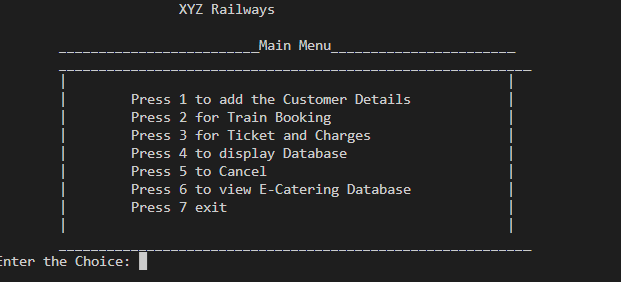 XYZ Railways
________________________Main Menu______________________
Press 1 to add the Customer Details
Press 2 for Train Booking
Press 3 for Ticket and Charges
Press 4 to display Database
Press 5 to Cancel
Press 6 to view E-Catering Database
Press 7 exit
Enter the Choice: